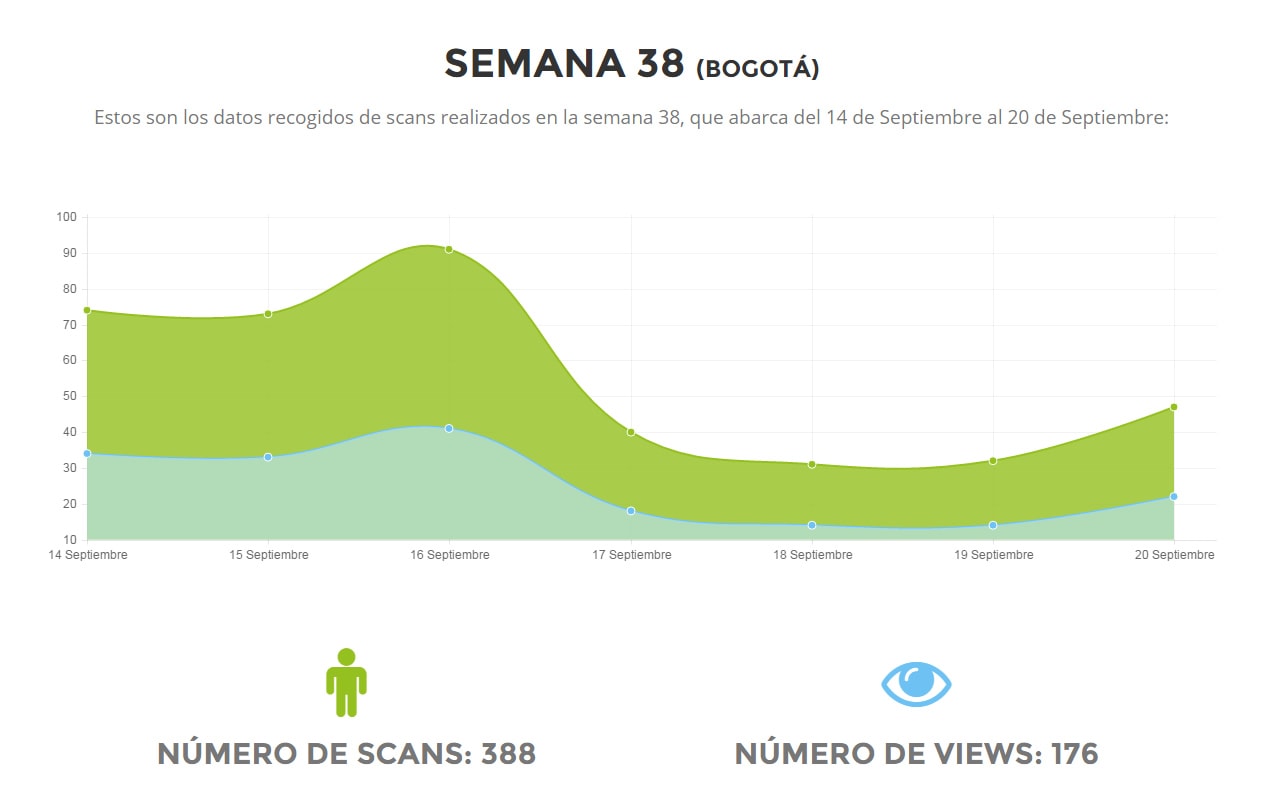 SEMANA 38 (BOGOTÁ)
Estos son los datos recogidos de scans realizados en la semana 38, que abarca del 14 de Septiembre al 20 de Septiembre:
100
90
80
70
60
50
40
30
20
10
14 Septiembre 15 Septiembre 16 Septiembre 17 Septiembre 18 Septiembre 19 Septiembre 20 Septiembre
NÚMERO DE SCANS: 388 NÚMERO DE VIEWS: 176